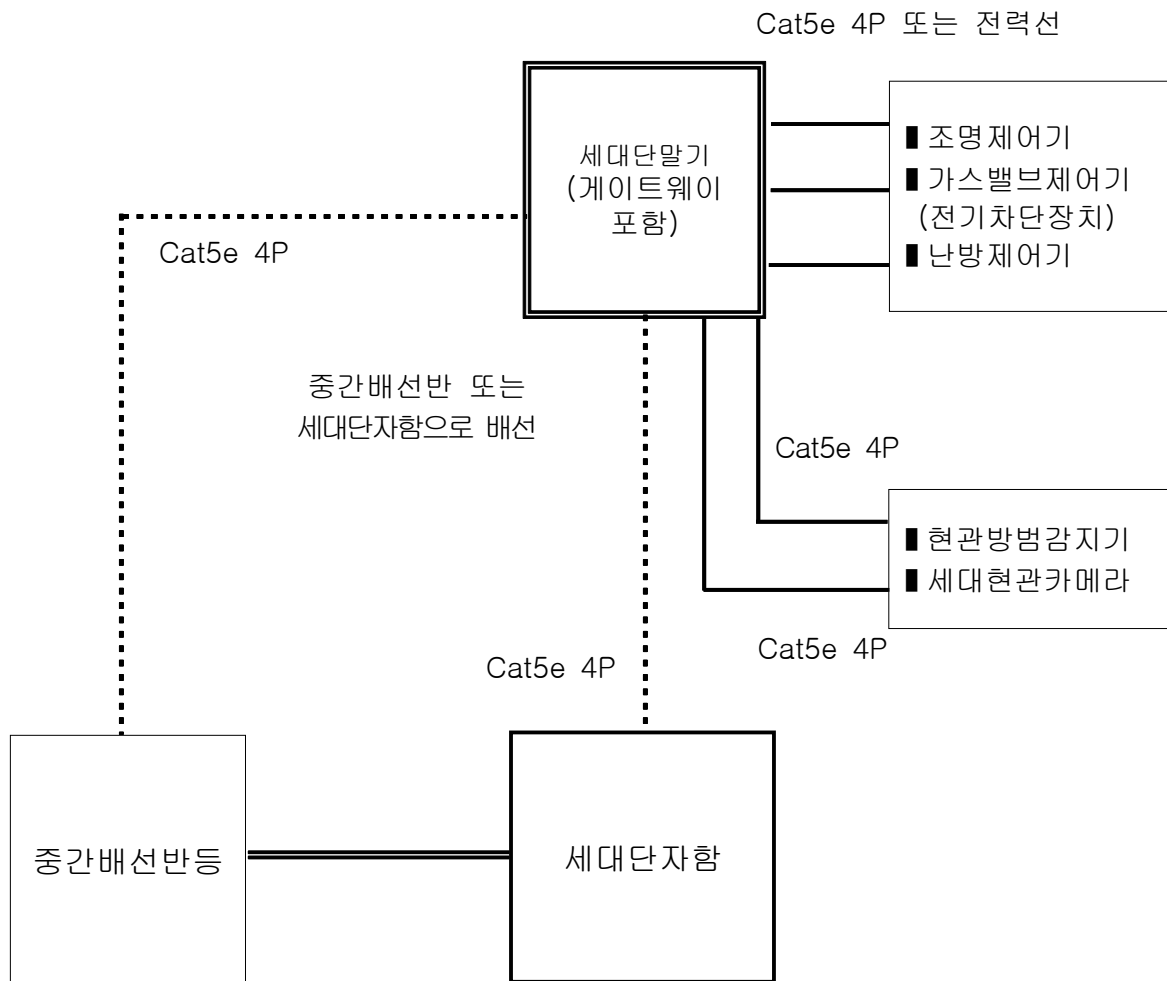 Cat5e 4P 또는 전력선
세대단말기
(게이트웨이
포함)
■ 조명제어기
■ 가스밸브제어기
(전기차단장치)
■ 난방제어기
Cat5e 4P
중간배선반 또는
세대단자함으로 배선
Cat5e 4P
■ 현관방범감지기
■ 세대현관카메라
Cat5e 4P
Cat5e 4P
중간배선반등
세대단자함